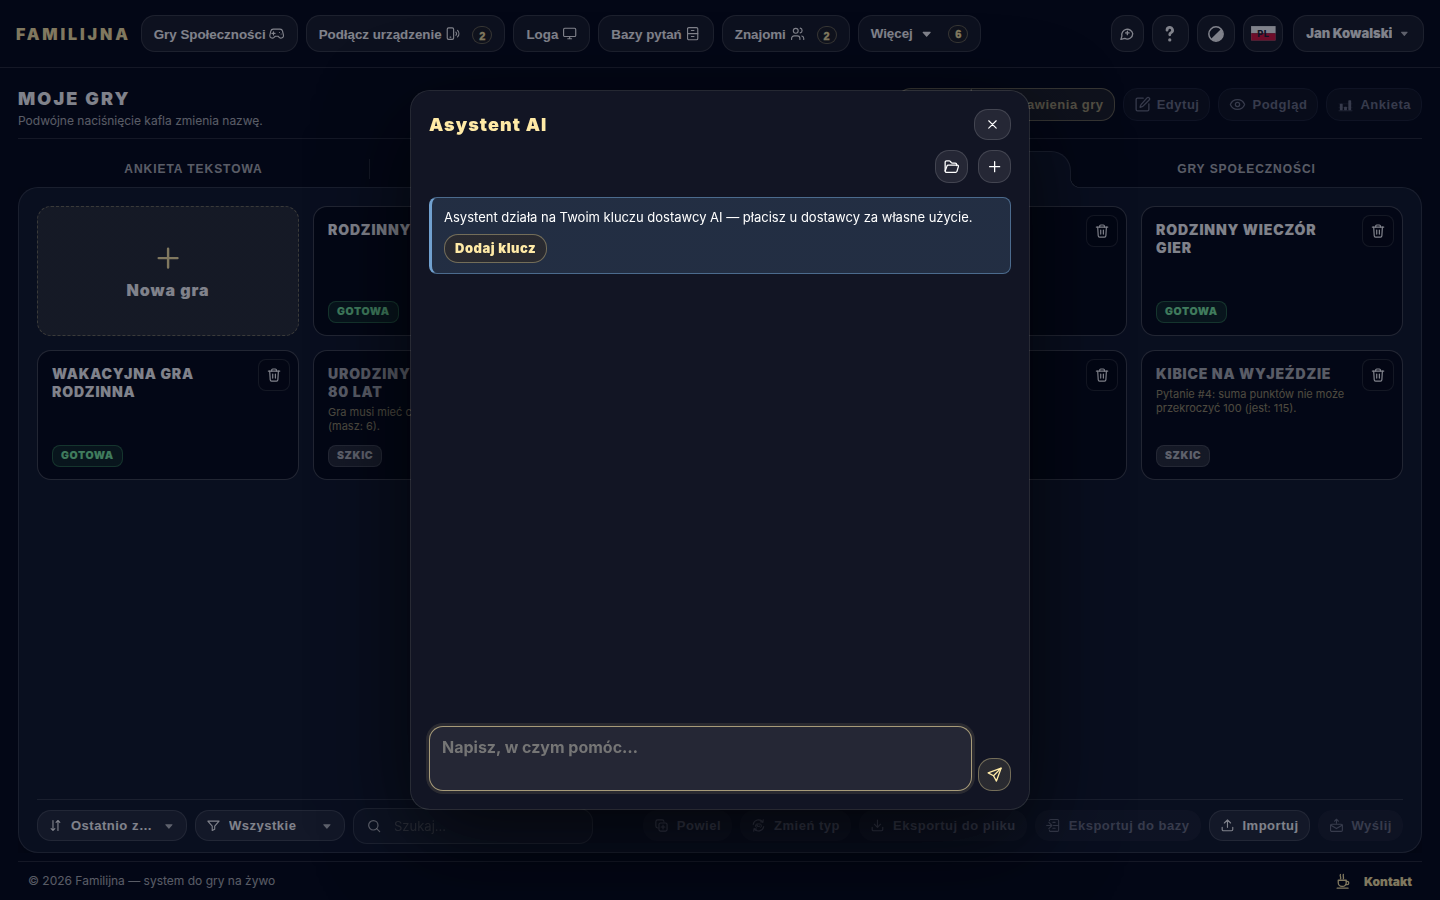 FAMILIJNA
Gry Społeczności
Podłącz urządzenie 2
Loga
Bazy pytań
Znajomi 2
Więcej 6
PL
Jan Kowalski
MOJE GRY
Podwójne naciśnięcie kafla zmienia nazwę.
awienia gry
Edytuj
Podgląd
Ankieta
ANKIETA TEKSTOWA
GRY SPOŁECZNOŚCI
Asystent AI
Asystent działa na Twoim kluczu dostawcy AI — płacisz u dostawcy za własne użycie.
Dodaj klucz
Nowa gra
RODZINNY
GOTOWA
RODZINNY WIECZÓR
GIER
GOTOWA
WAKACYJNA GRA
RODZINNA
GOTOWA
URODZINY
80 LAT
Gra musi mieć
(masz: 6).
SZKIC
KIBICE NA WYJEŹDZIE
Pytanie #4: suma punktów nie może
przekroczyć 100 (jest: 115).
SZKIC
Napisz, w czym pomóc...
Ostatnio z...
Wszystkie
Szukaj...
Powiel
Zmień typ
Eksportuj do pliku
Eksportuj do bazy
Importuj
Wyślij
© 2026 Familijna — system do gry na żywo
Kontakt